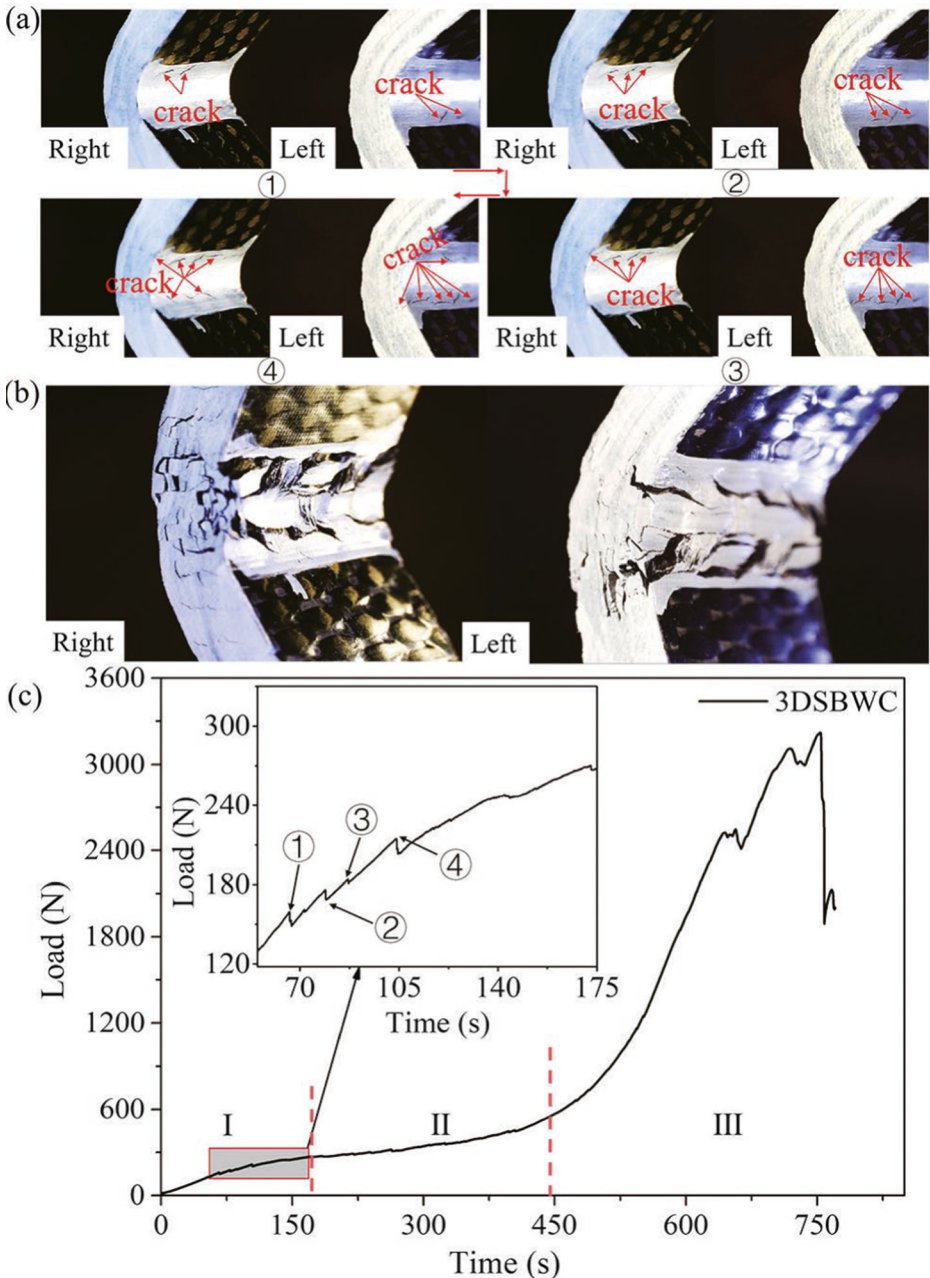 (a)
crack
crack
crack
crack
Right
Left
Right
Left
①
②
crack
crack
crack
crack
Right
Left
Right
Left
④
③
(b)
Right
Left
(c)
3600
3000
2400
1800
1200
600
0
Load (N)
3DSBWC
300
240
180
120
Load (N)
①
②
③
④
70
105
140
175
Time (s)
I
II
III
0
150
300
450
600
750
Time (s)